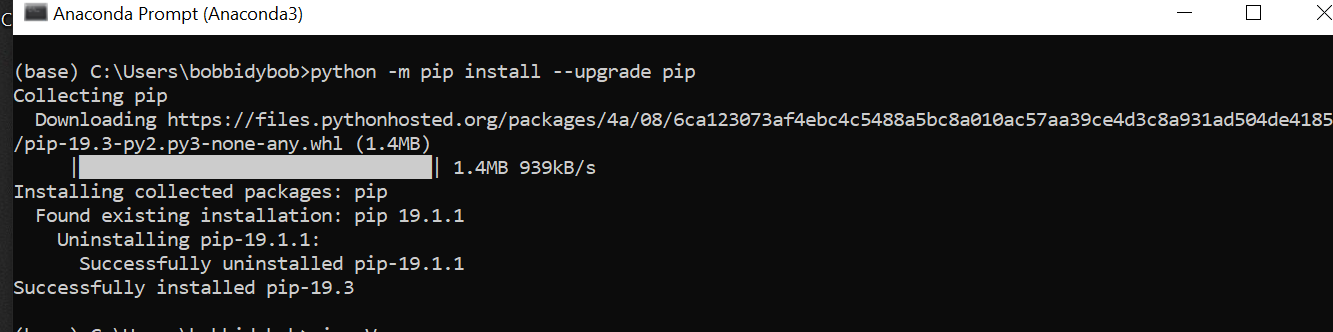 Anaconda Prompt (Anaconda3)
(base) C:\Users\bobbidybob>python -m pip install --upgrade pip
Collecting pip
  Downloading https://files.pythonhosted.org/packages/4a/08/6ca123073af4ebc4c5488a5bc8a010ac57aa39ce4d3c8a931ad504de4185
/pip-19.3-py2.py3-none-any.whl (1.4MB)
     |████████████████████████████████| 1.4MB 939kB/s
Installing collected packages: pip
  Found existing installation: pip 19.1.1
    Uninstalling pip-19.1.1:
      Successfully uninstalled pip-19.1.1
Successfully installed pip-19.3